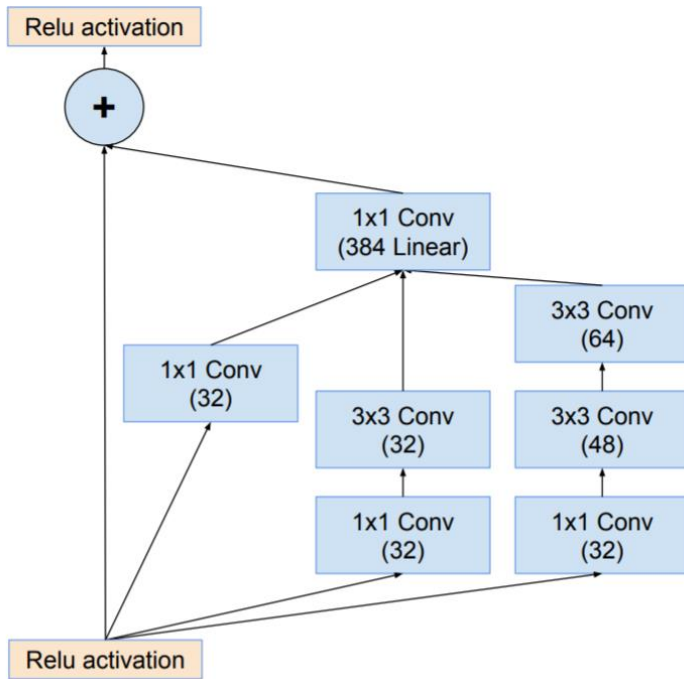 Relu activation
+
1x1 Conv
(384 Linear)
3x3 Conv
(64)
1x1 Conv
(32)
3x3 Conv
(32)
3x3 Conv
(48)
1x1 Conv
(32)
1x1 Conv
(32)
Relu activation